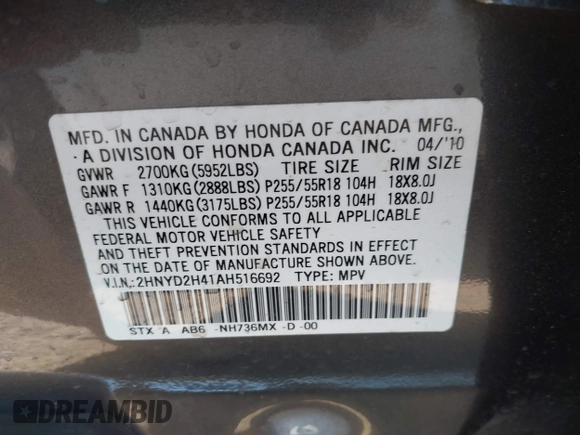 MFD. IN CANADA BY HONDA OF CANADA MFG.,
A DIVISION OF HONDA CANADA INC. 04/'10
GVWR 2700KG(5952LBS) TIRE SIZE RIM SIZE
GAWR F 1310KG(2888LBS) P255/55R18 104H 18X8.0J
GAWR R 1440KG(3175LBS) P255/55R18 104H 18X8.0J
THIS VEHICLE CONFORMS TO ALL APPLICABLE
FEDERAL MOTOR VEHICLE SAFETY
AND THEFT PREVENTION STANDARDS IN EFFECT
ON THE DATE OF MANUFACTURE SHOWN ABOVE.
V.I.N.:2HNYD2H41AH516692 TYPE: MPV
STX A AB6 -NH736MX -D -00
DREAMBID